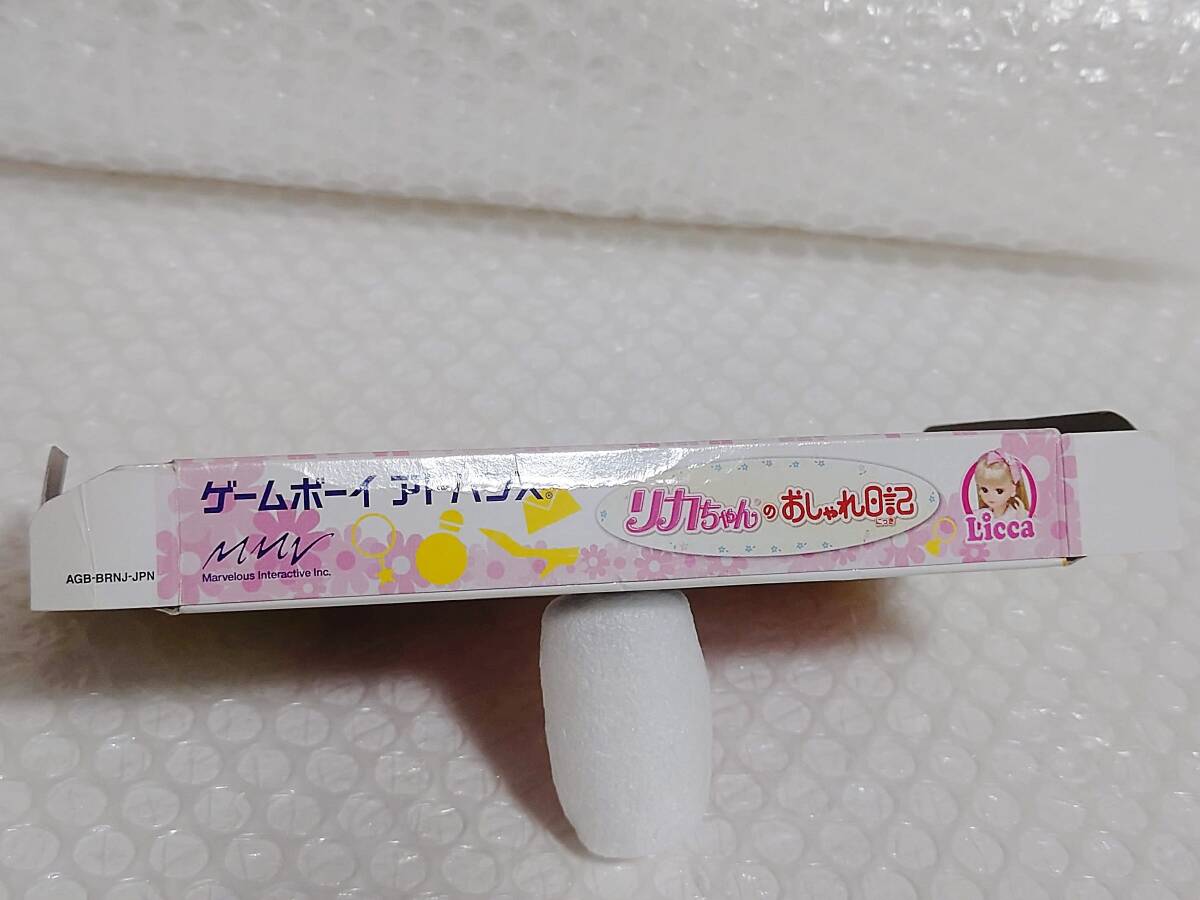 AGB-BRNJ-JPN
ゲームボーイ アドバンス®
MMV
Marvelous Interactive Inc.
リカちゃん®のおしゃれ日記
にっき
Licca